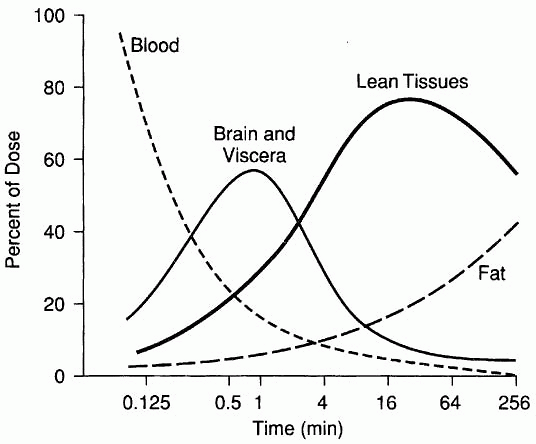 100
80
60
40
20
0
Percent of Dose
Blood
Brain and
Viscera
Lean Tissues
Fat
0.125 0.5 1 4 16 64 256
Time (min)